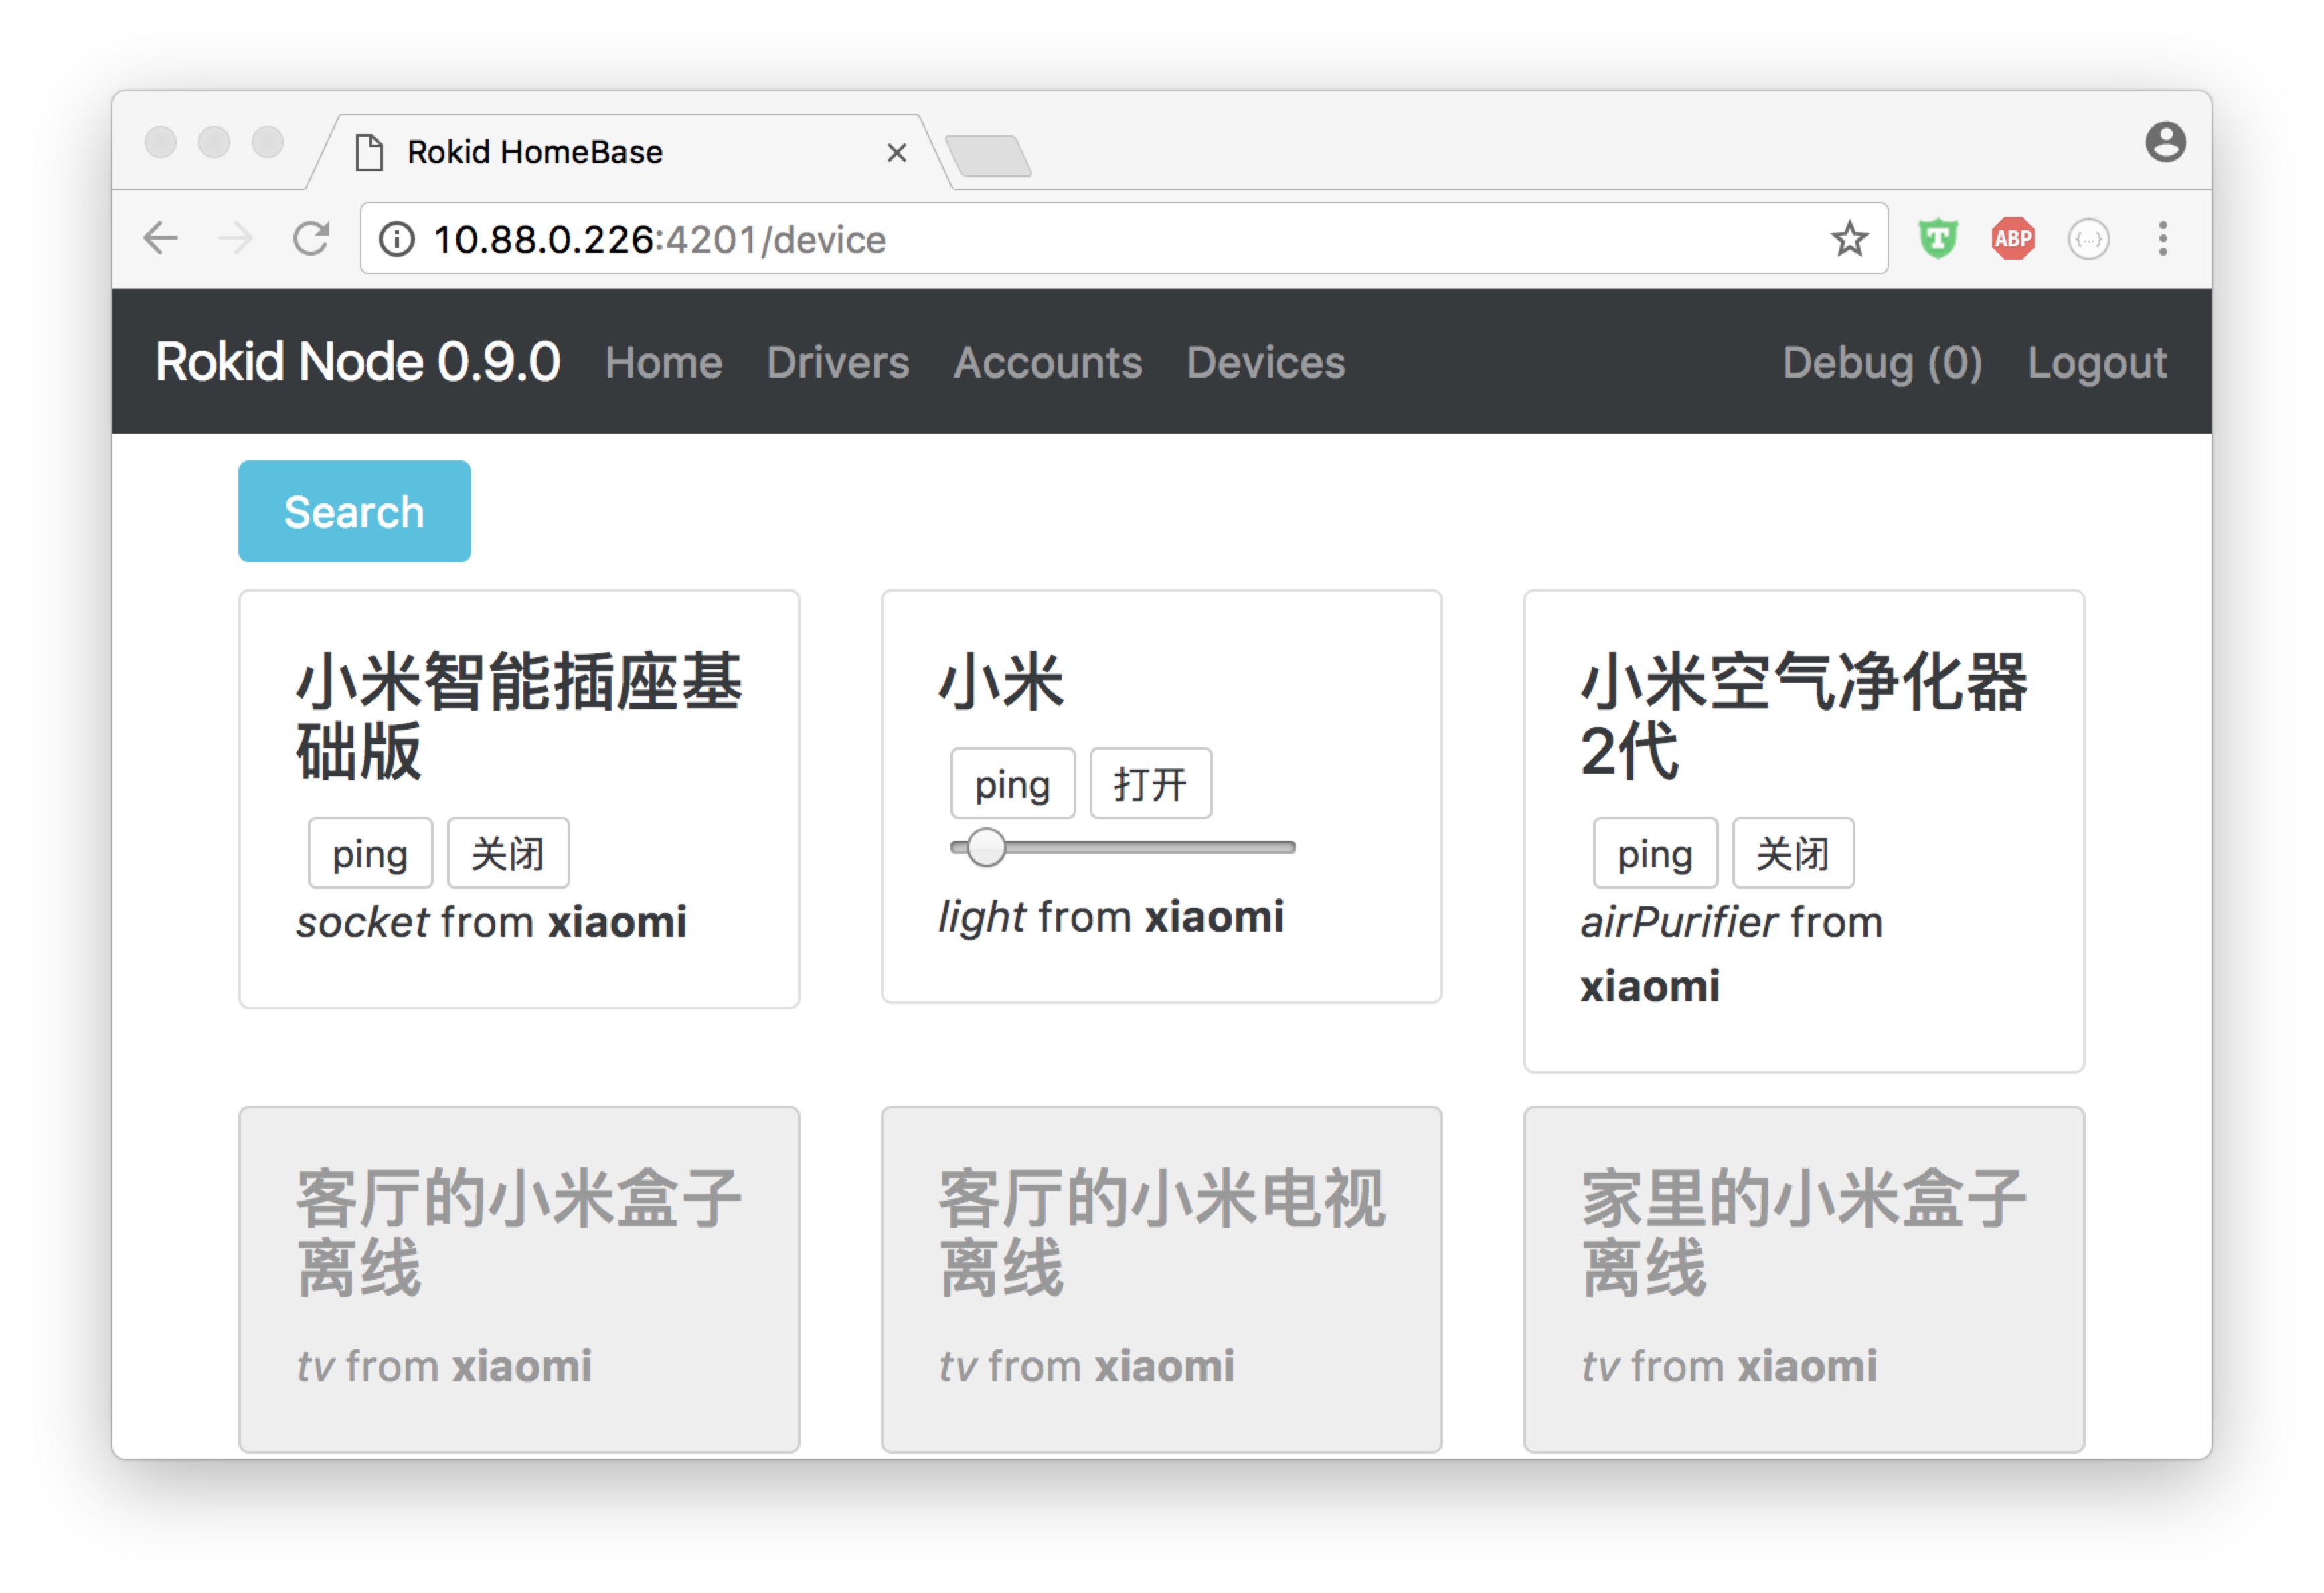 Rokid HomeBase
10.88.0.226:4201/device
ABP
Rokid Node 0.9.0 Home Drivers Accounts Devices Debug (0) Logout
Search
小米智能插座基
础版
ping 关闭
socket from xiaomi
小米
ping 打开
light from xiaomi
小米空气净化器
2代
ping 关闭
airPurifier from
xiaomi
客厅的小米盒子
离线
tv from xiaomi
客厅的小米电视
离线
tv from xiaomi
家里的小米盒子
离线
tv from xiaomi